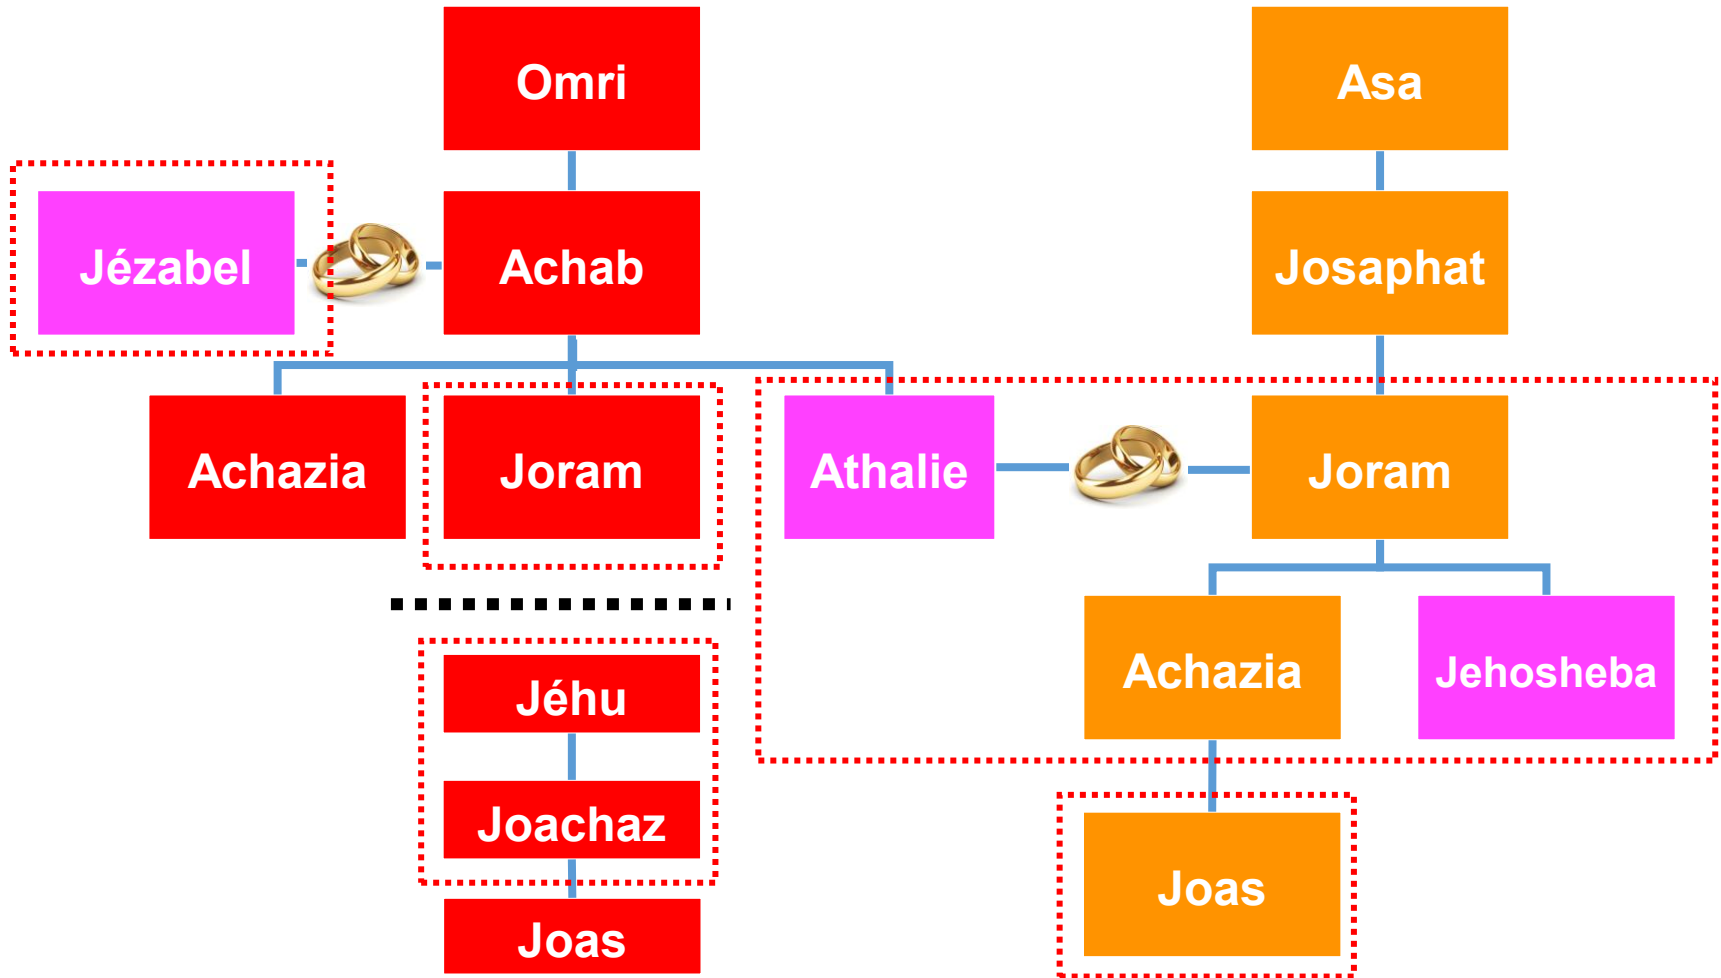 Omri
Asa
Jézabel
Achab
Josaphat
Achazia
Joram
Athalie
Joram
Achazia
Jehosheba
Jéhu
Joachaz
Joas
Joas